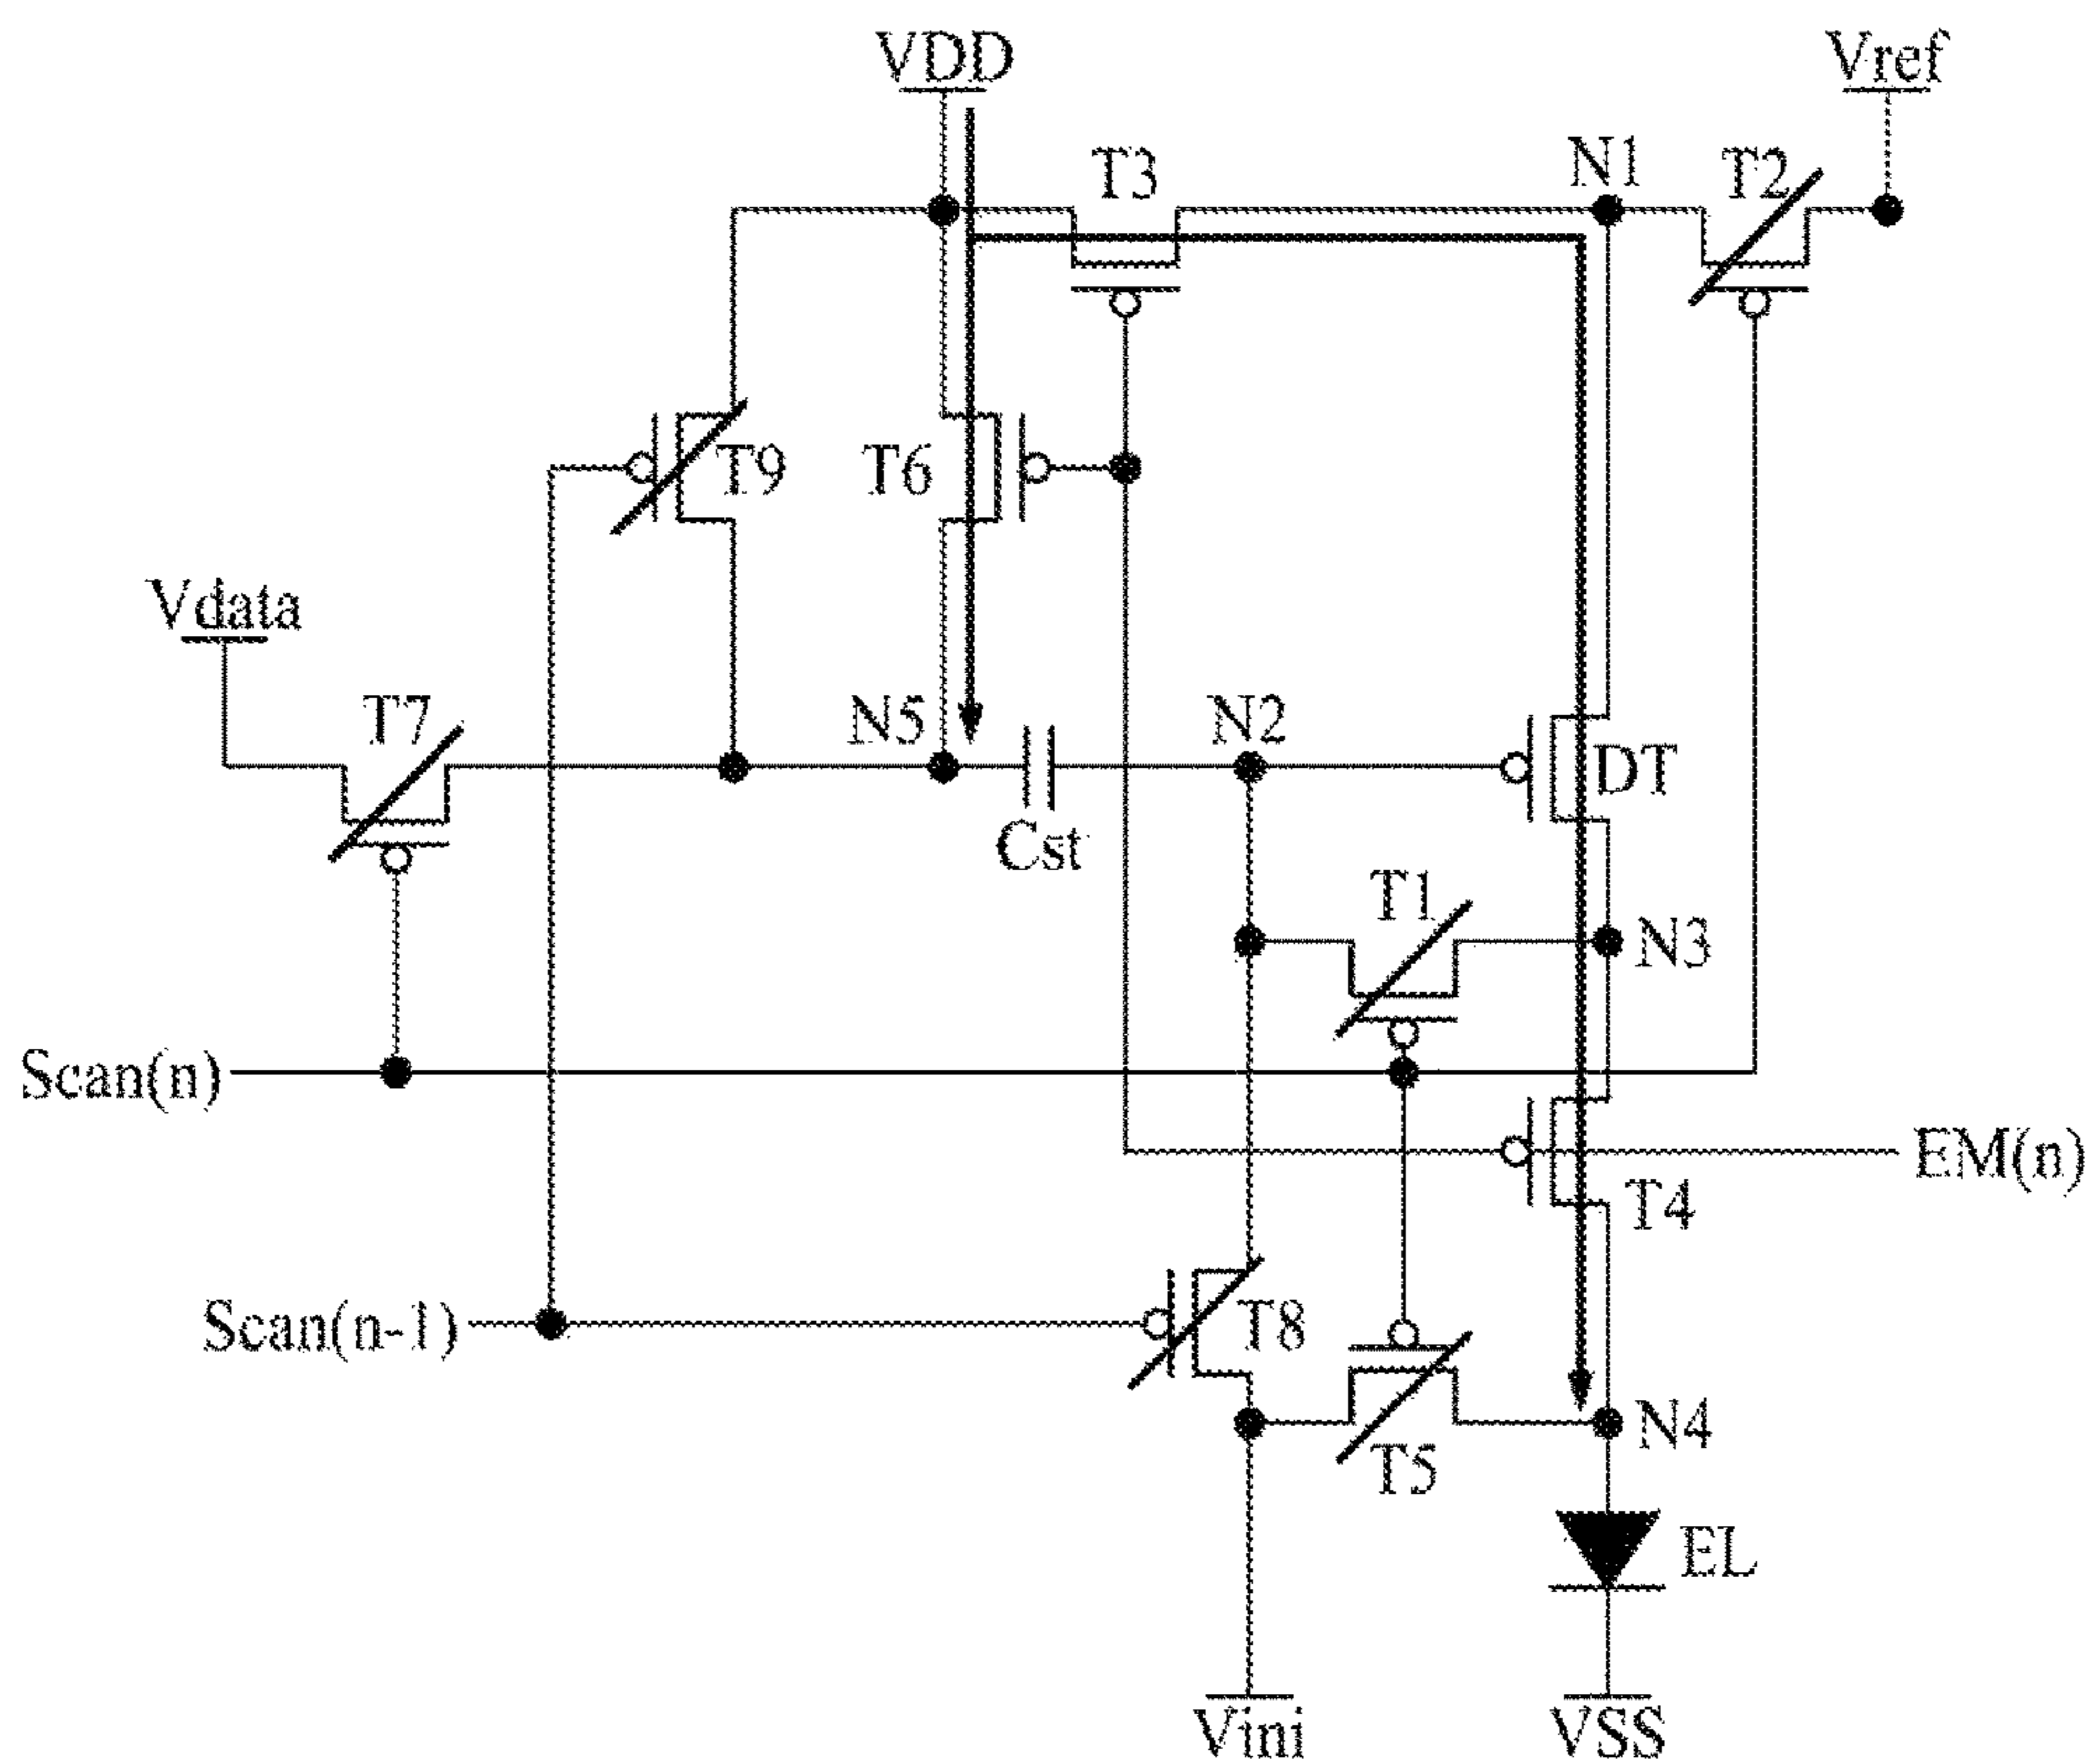 VDD
Vref
T3
N1
T2
T9
T6
Vdata
T7
N5
N2
DT
Cst
T1
N3
Scan(n)
EM(n)
T4
Scan(n-1)
T8
N4
T5
EL
Vini
VSS